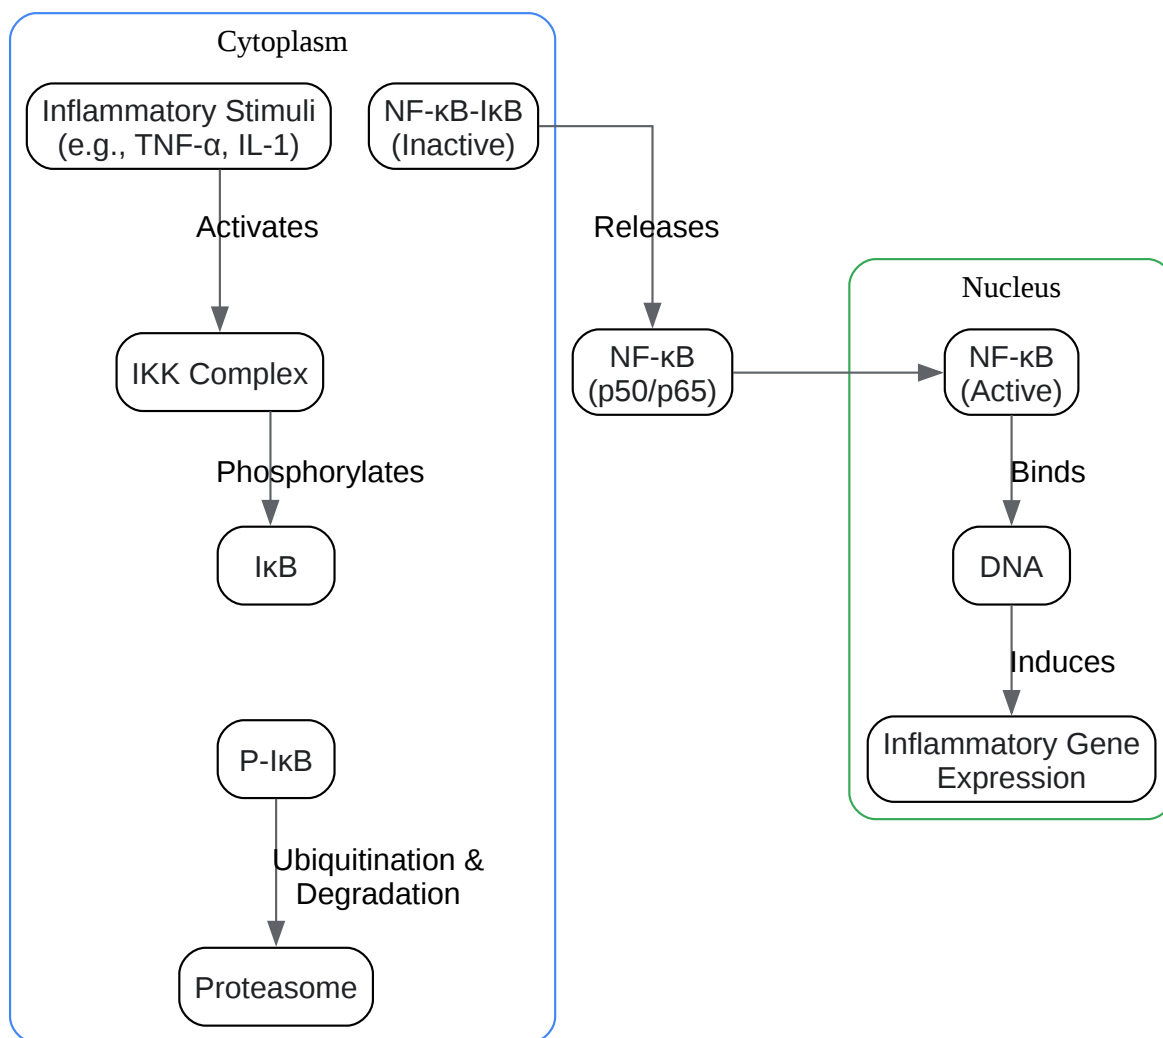 Cytoplasm
Inflammatory Stimuli
(e.g., TNF-α, IL-1)
NF-κB-IκB
(Inactive)
Activates
Releases
Nucleus
IKK Complex
NF-κB
(p50/p65)
NF-κB
(Active)
Phosphorylates
Binds
IκB
DNA
Induces
P-IκB
Inflammatory Gene
Expression
Ubiquitination &
Degradation
Proteasome